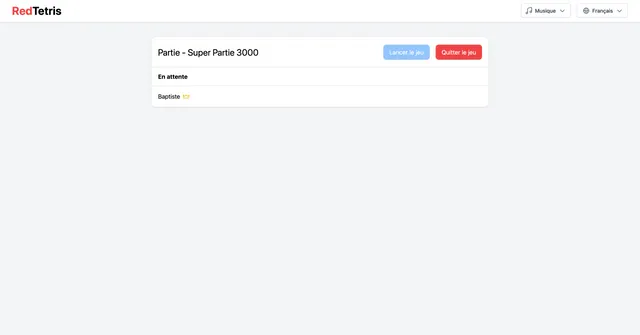 RedTetris
Musique
Français
Partie - Super Partie 3000
Lancer le jeu
Quitter le jeu
En attente
Baptiste